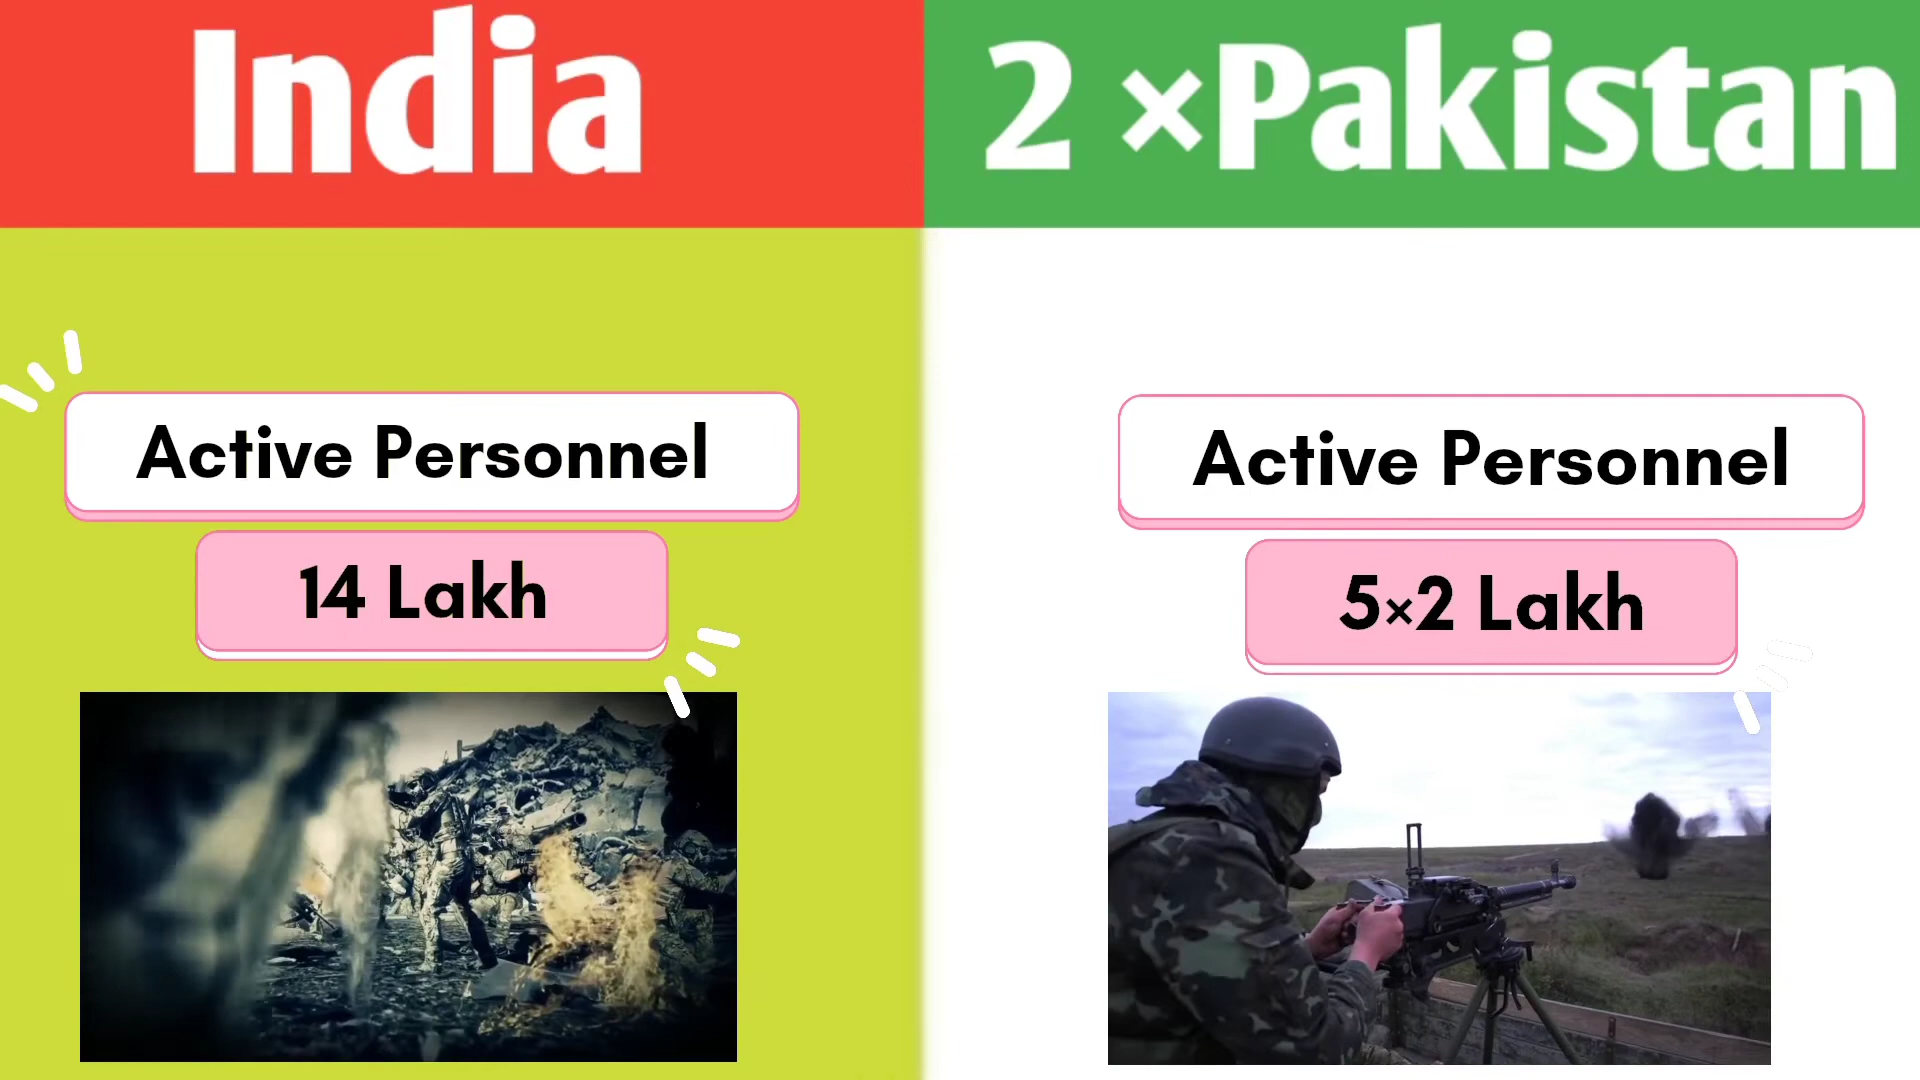 India
2 ×Pakistan
Active Personnel
14 Lakh
Active Personnel
5×2 Lakh